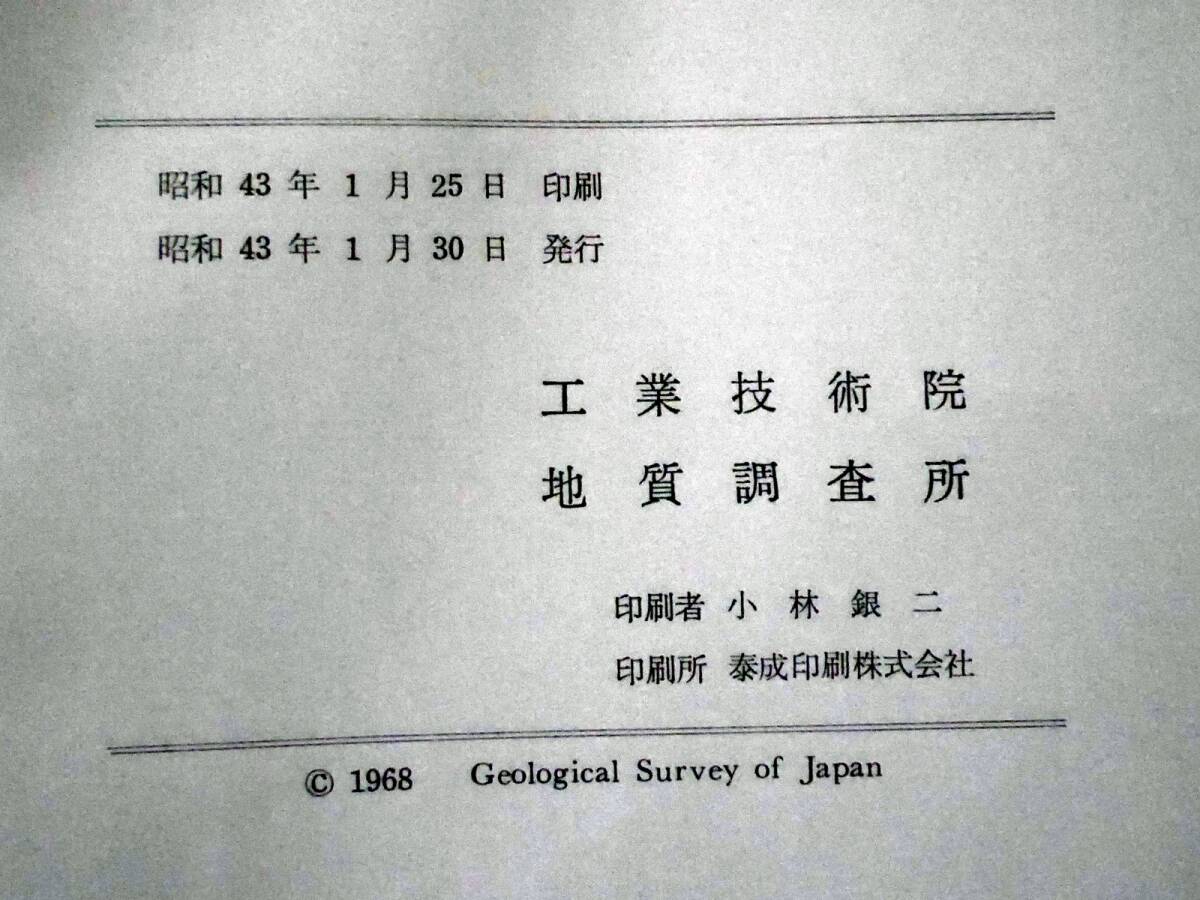 昭和 43 年 1 月 25 日 印刷
昭和 43 年 1 月 30 日 発行
工業技術院
地質調査所
印刷者 小林銀二
印刷所 泰成印刷株式会社
© 1968 Geological Survey of Japan